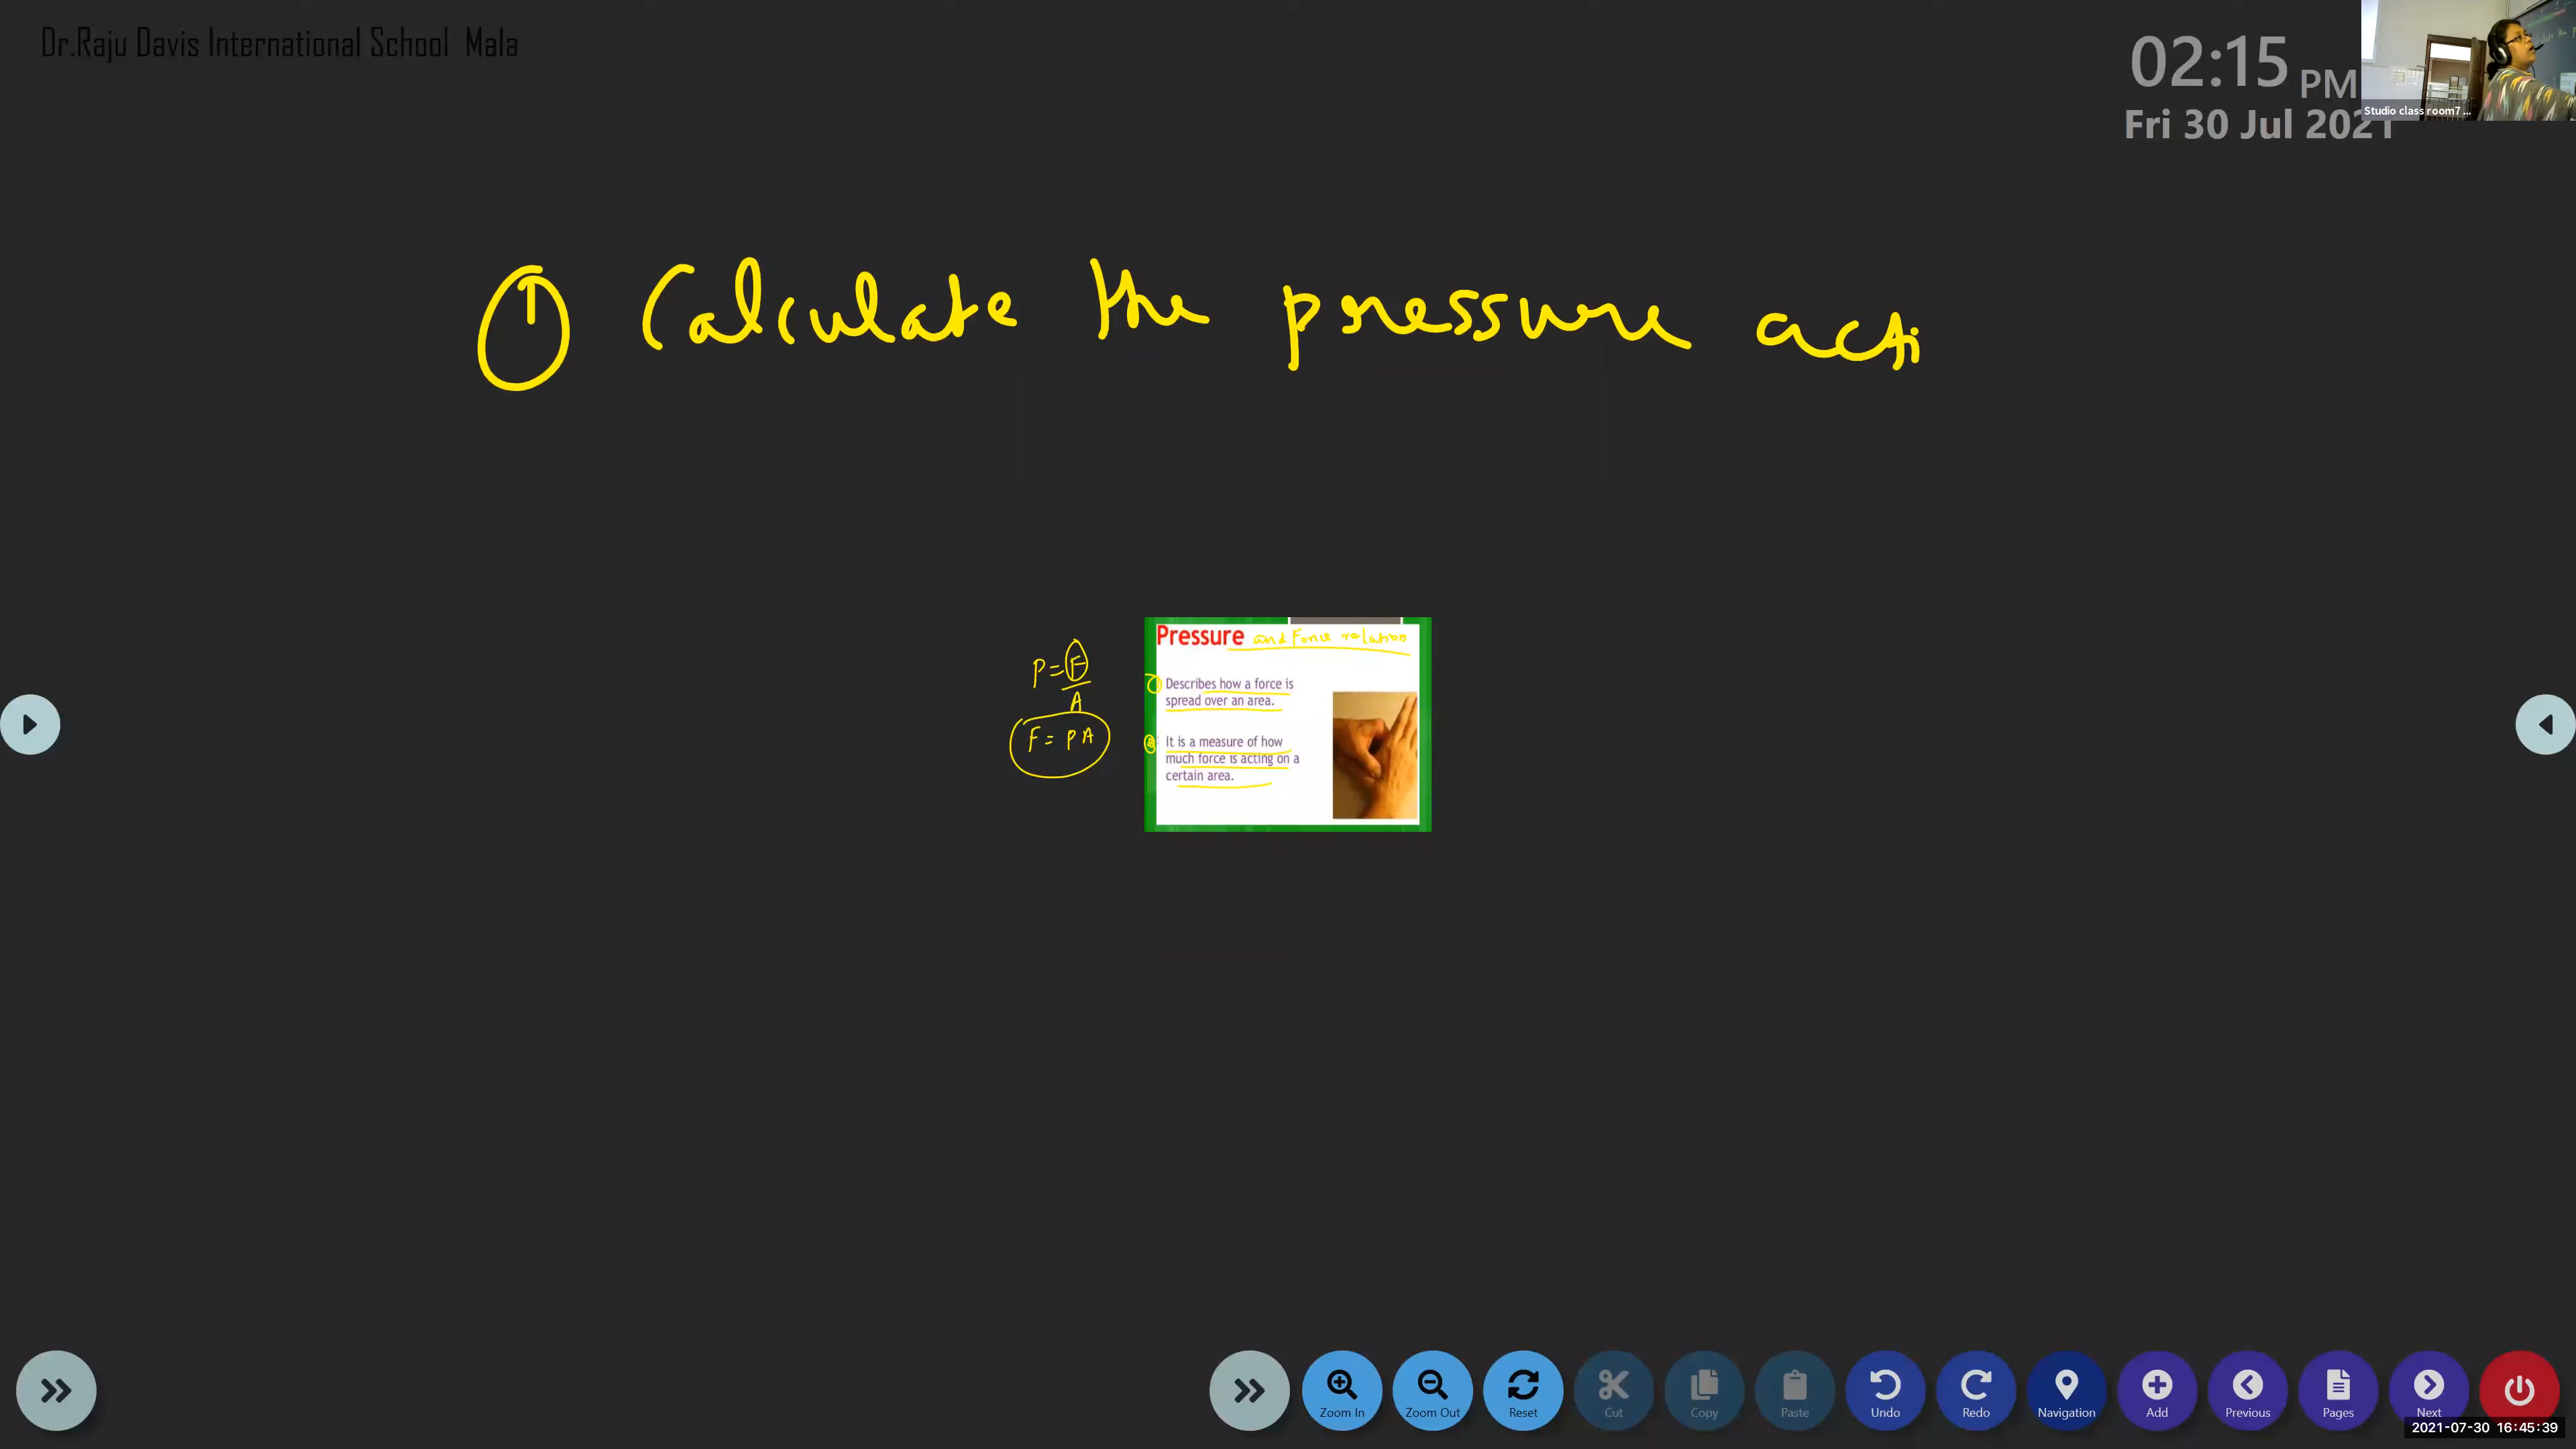 Dr.Raju Davis International School Mala
02:15 PM
Fri 30 Jul 2021
Studio class room7 ...
1 Calculate the pressure acti
P=F/A
F = PA
Pressure and Force relation
Describes how a force is
spread over an area.
It is a measure of how
much force is acting on a
certain area.
Zoom In Zoom Out Reset Cut Copy Paste Undo Redo Navigation Add Previous Pages Next
2021-07-30 16:45:39